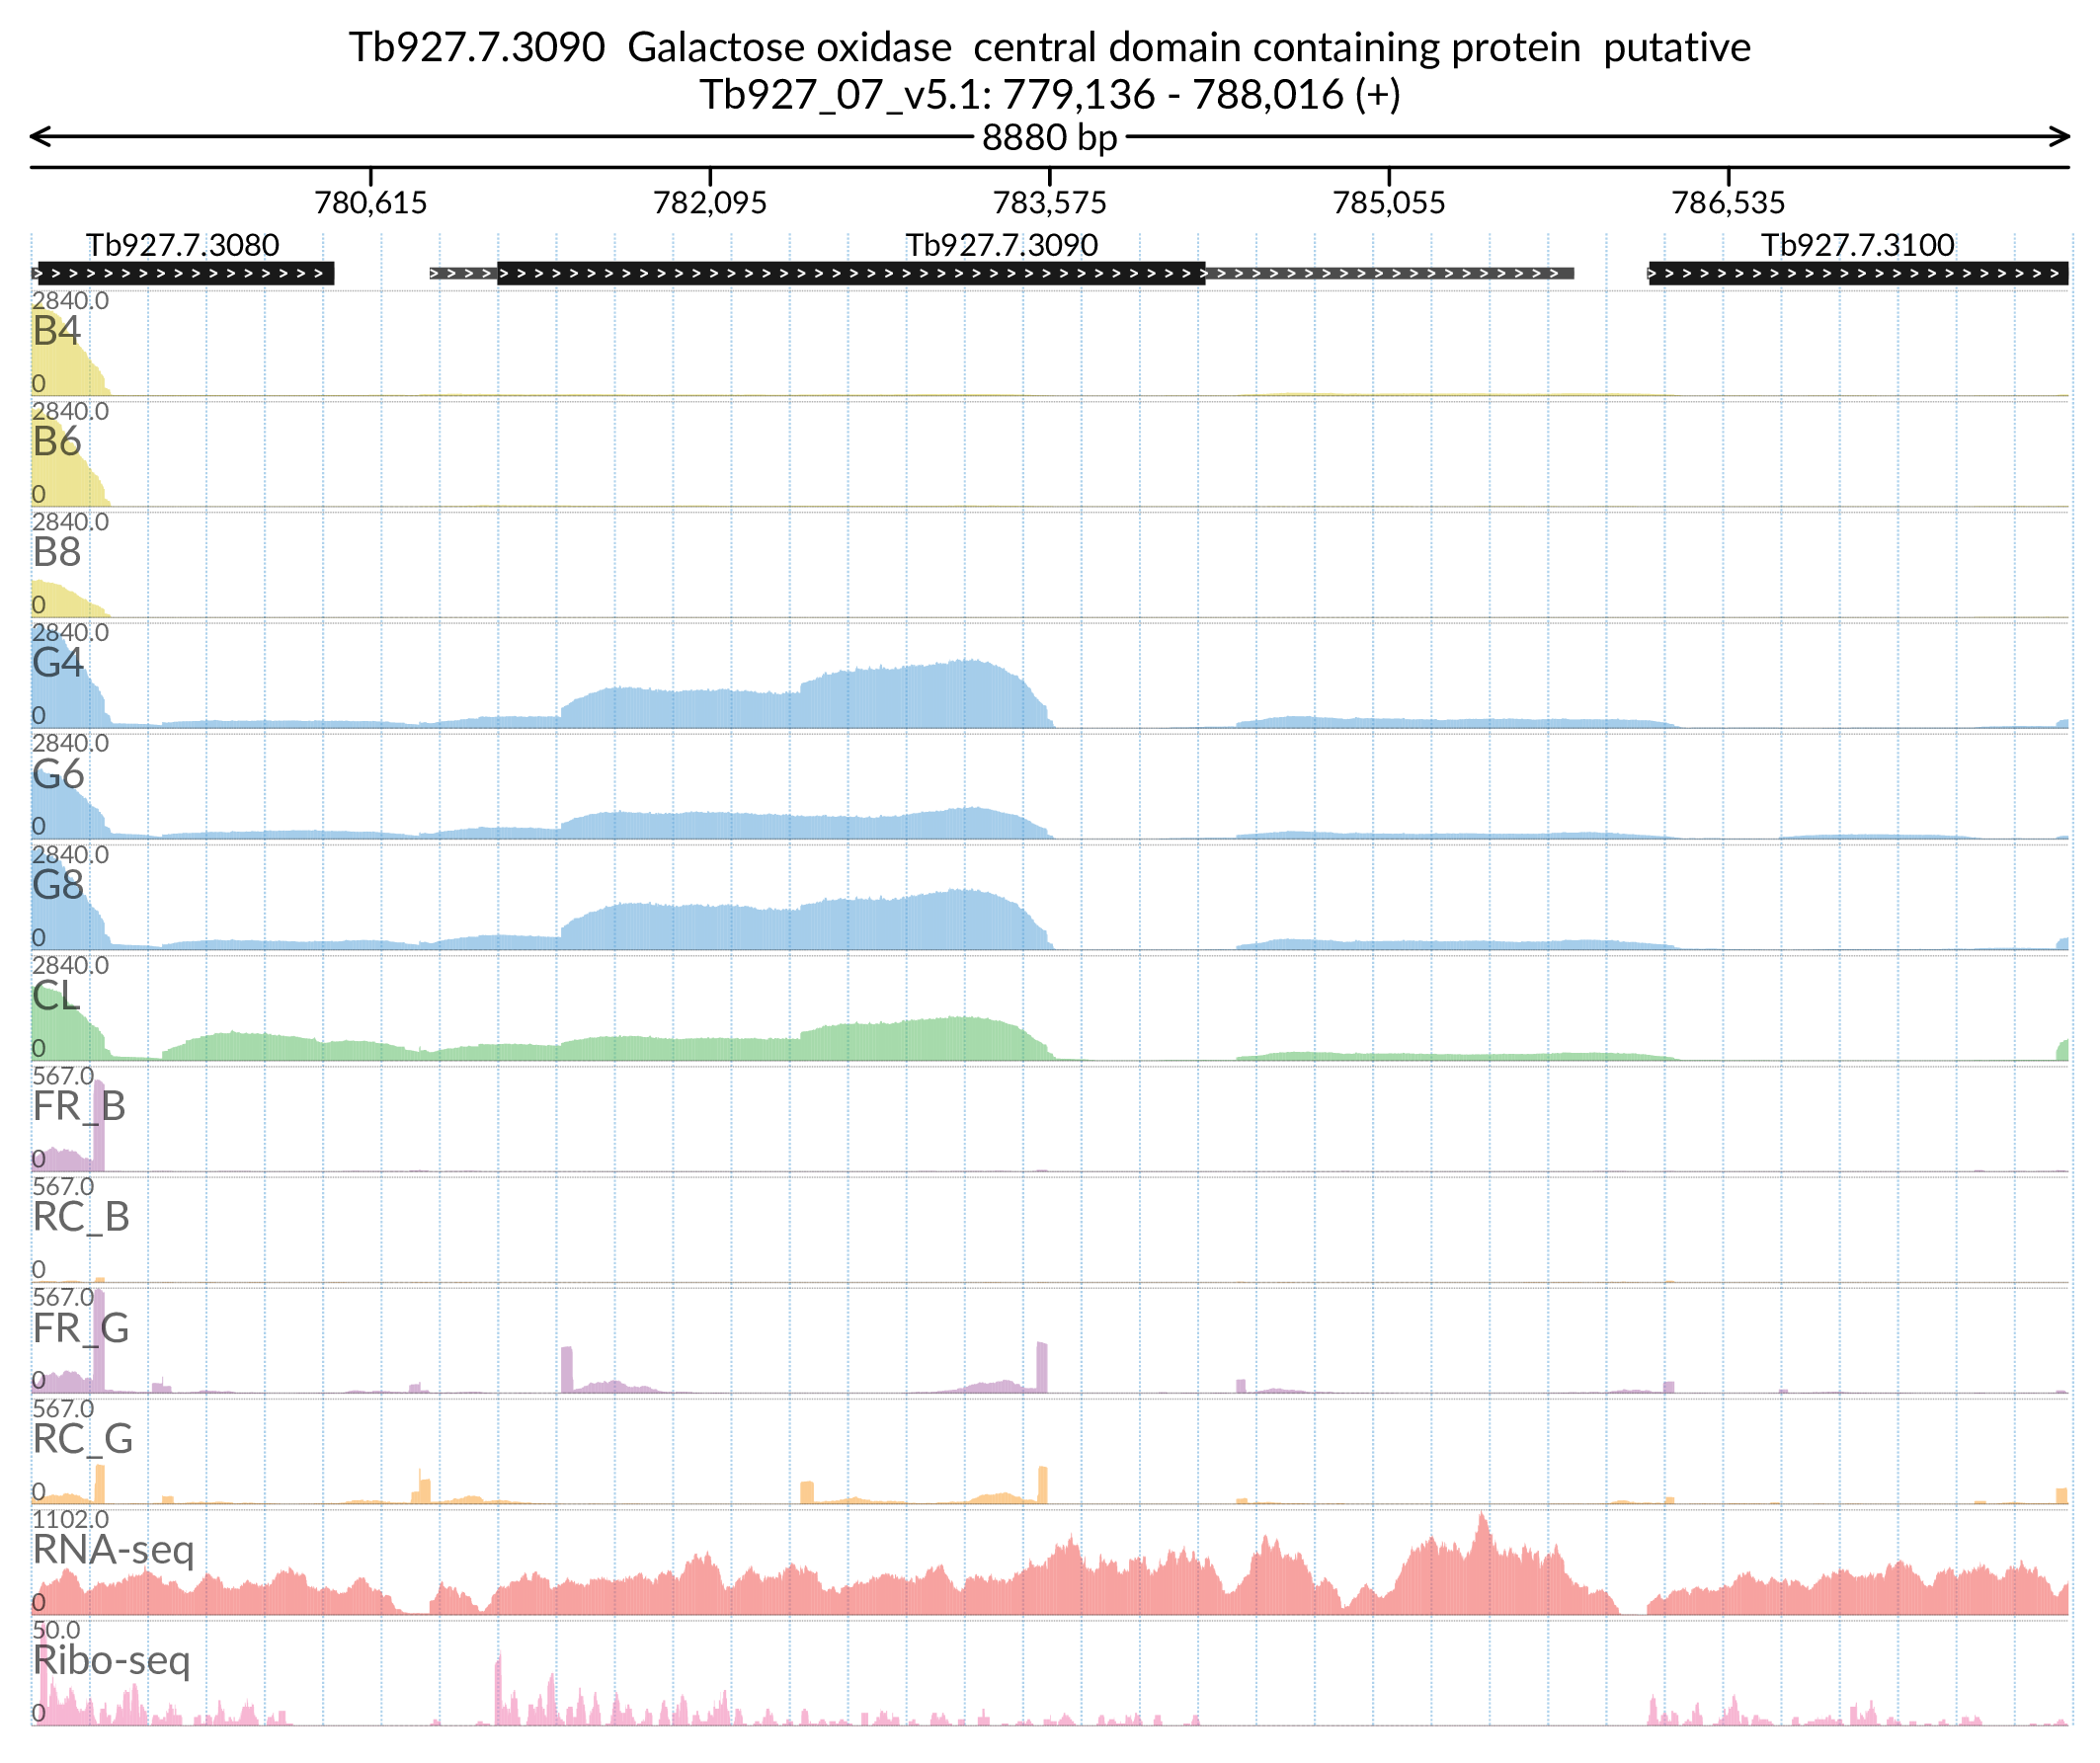 Tb927.7.3090  Galactose oxidase  central domain containing protein  putative
Tb927_07_v5.1: 779,136 - 788,016 (+)
8880 bp
780,615 782,095 783,575 785,055 786,535
Tb927.7.3080 Tb927.7.3090 Tb927.7.3100
2840.0
B4
0
2840.0
B6
0
2840.0
B8
0
2840.0
G4
0
2840.0
G6
0
2840.0
G8
0
2840.0
CL
0
567.0
FR_B
0
567.0
RC_B
0
567.0
FR_G
0
567.0
RC_G
0
1102.0
RNA-seq
0
50.0
Ribo-seq
0